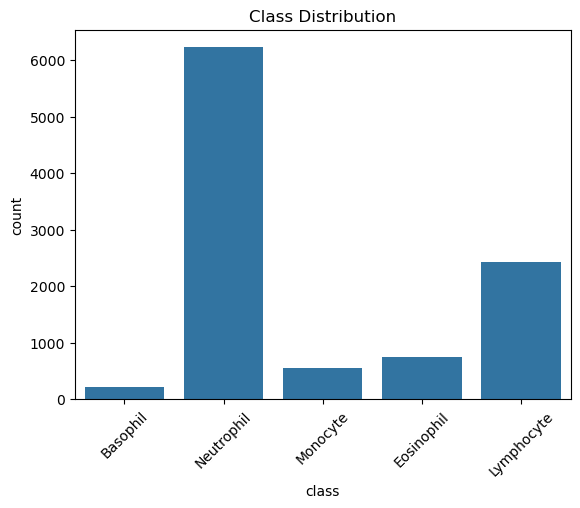 Class Distribution
count
6000
5000
4000
3000
2000
1000
0
Basophil
Neutrophil
Monocyte
Eosinophil
Lymphocyte
class